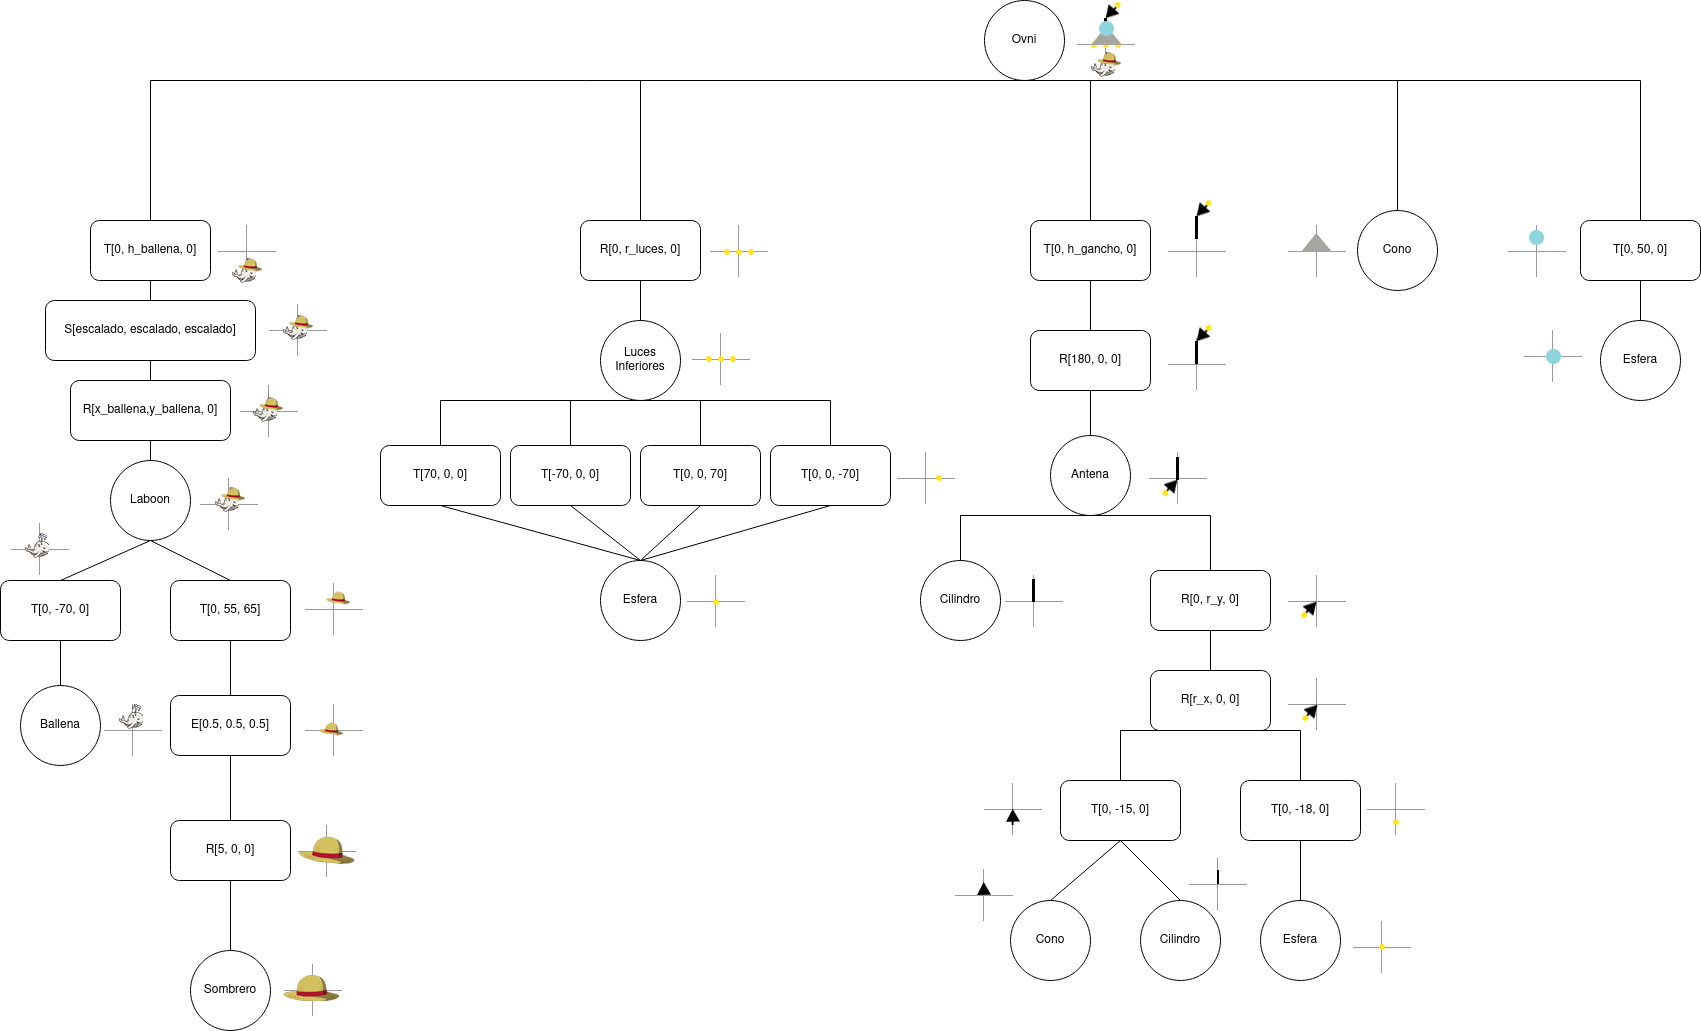 Ovni
T[0, h_ballena, 0]
R[0, r_luces, 0]
T[0, h_gancho, 0]
Cono
T[0, 50, 0]
S[escalado, escalado, escalado]
Luces
Inferiores
R[180, 0, 0]
Esfera
R[x_ballena,y_ballena, 0]
Laboon
T[70, 0, 0]
T[-70, 0, 0]
T[0, 0, 70]
T[0, 0, -70]
Antena
T[0, -70, 0]
T[0, 55, 65]
Esfera
Cilindro
R[0, r_y, 0]
Ballena
E[0.5, 0.5, 0.5]
R[r_x, 0, 0]
R[5, 0, 0]
T[0, -15, 0]
T[0, -18, 0]
Sombrero
Cono
Cilindro
Esfera